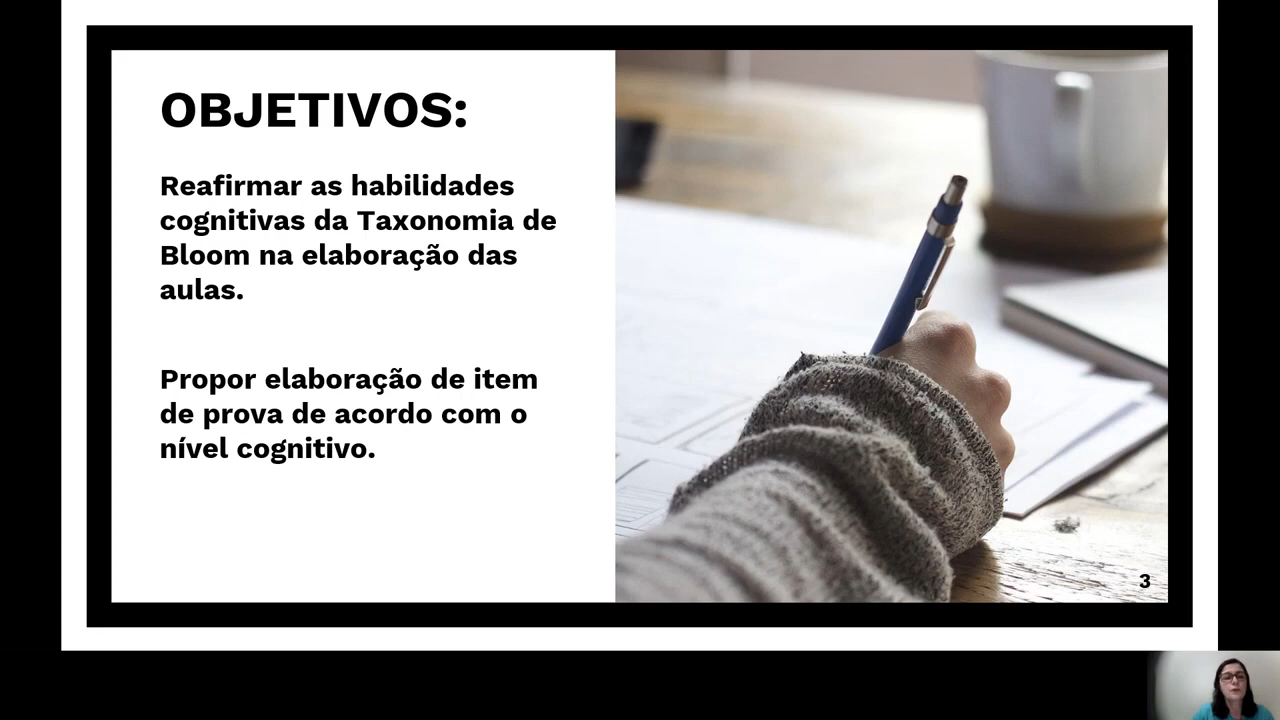 OBJETIVOS:
Reafirmar as habilidades
cognitivas da Taxonomia de
Bloom na elaboração das
aulas.
Propor elaboração de item
de prova de acordo com o
nível cognitivo.
3